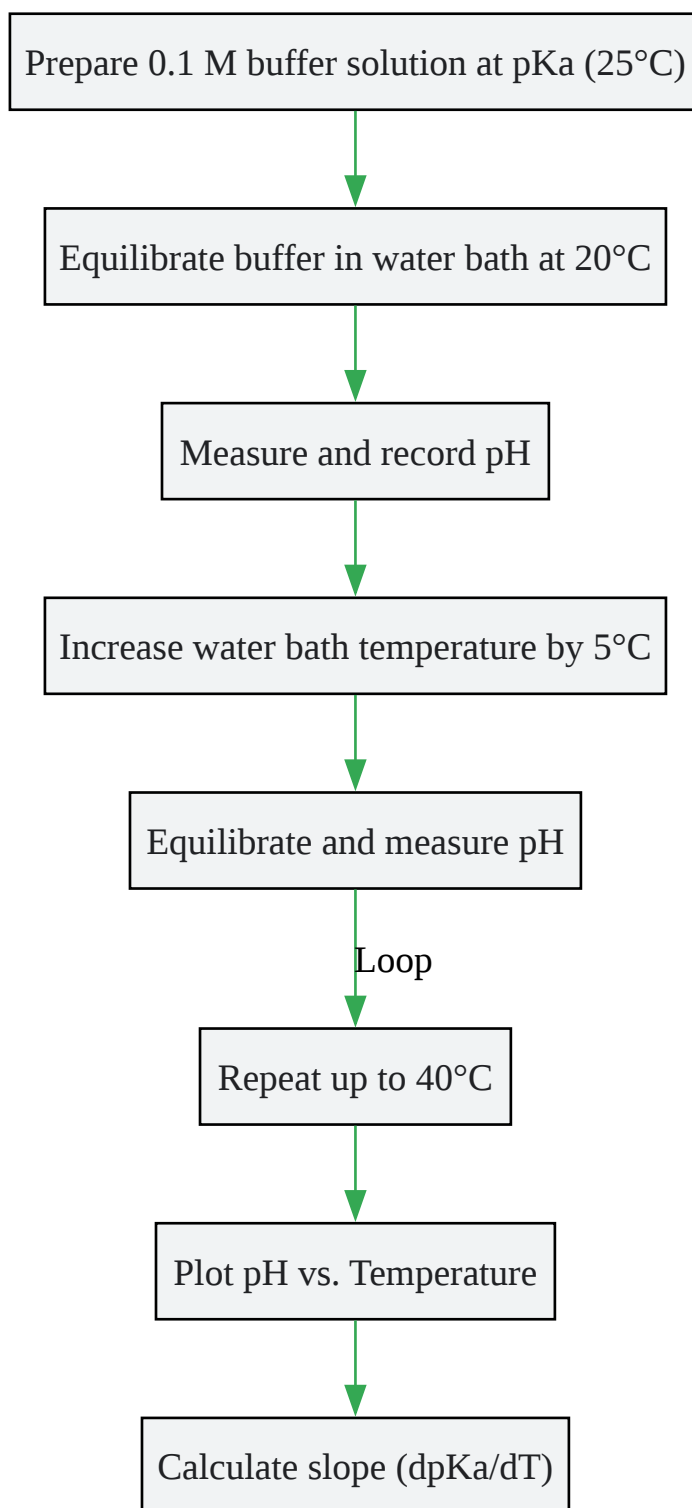 Prepare 0.1 M buffer solution at pKa (25°C)
Equilibrate buffer in water bath at 20°C
Measure and record pH
Increase water bath temperature by 5°C
Equilibrate and measure pH
Loop
Repeat up to 40°C
Plot pH vs. Temperature
Calculate slope (dpKa/dT)